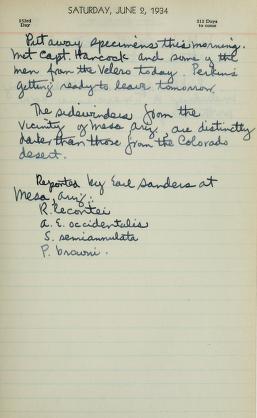 SATURDAY, JUNE 2, 1934
153rd Day
212 Days to come
Put away specimens this morning.
Met Capt. Hancock and some of the
men from the Velero today. Perkins
getting ready to leave tomorrow.
The sidewinders from the
vicinity of Mesa Ariz. are distinctly
darker than those from the Colorado
desert.
Reported by Earl Sanders at
Mesa, Ariz.
R. lecontei
A. E. occidentalis
S. semiannulata
P. browni.